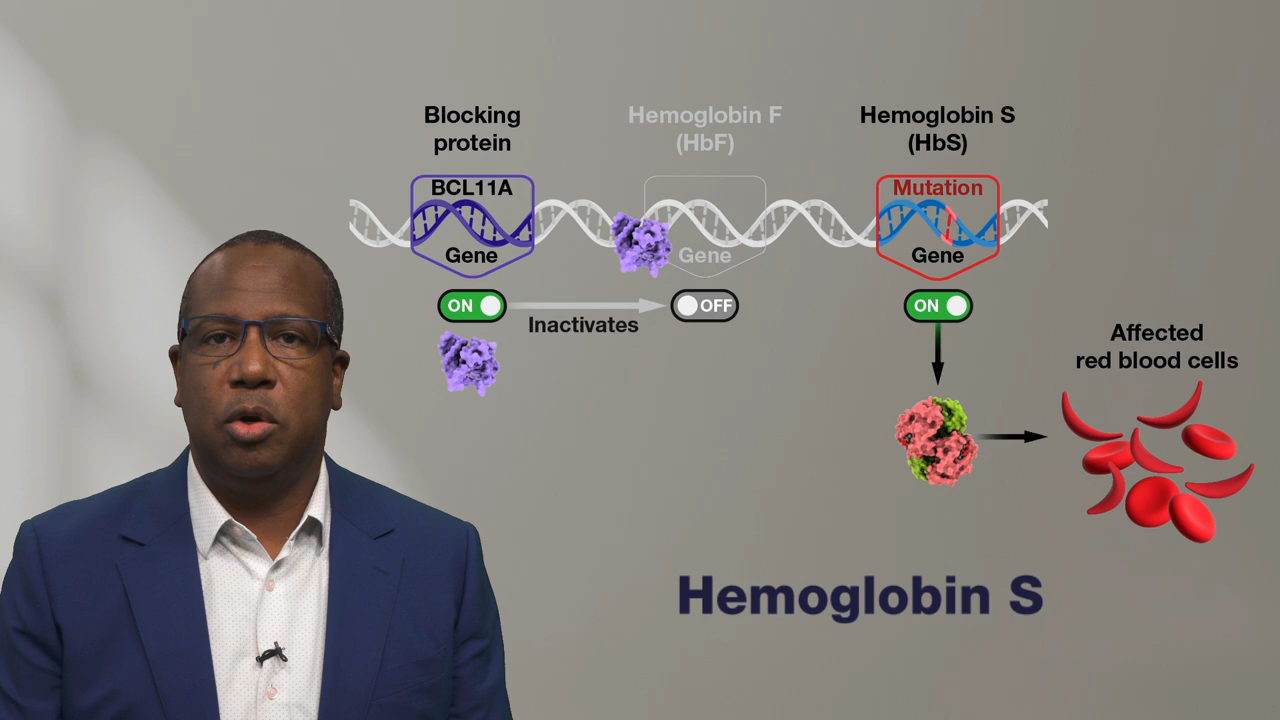 Blocking
protein
BCL11A
Gene
ON
Inactivates
Hemoglobin F
(HbF)
Gene
OFF
Hemoglobin S
(HbS)
Mutation
Gene
ON
Affected
red blood cells
Hemoglobin S